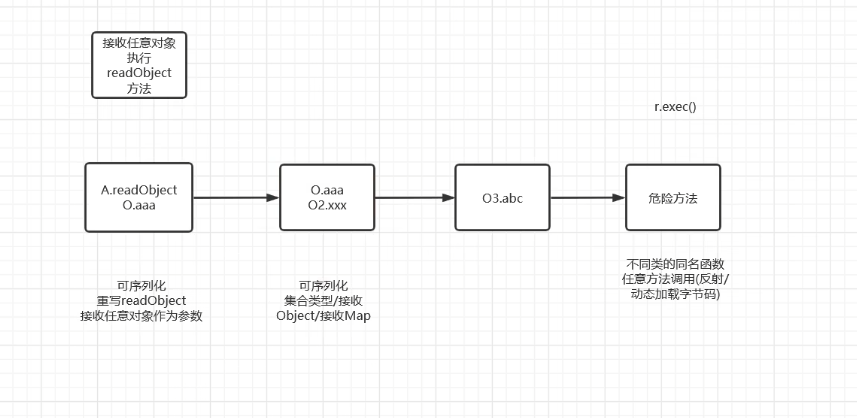 接收任意对象
执行
readObject
方法
r.exec()
A.readObject
O.aaa
O.aaa
O2.xxx
O3.abc
危险方法
可序列化
重写readObject
接收任意对象作为参数
可序列化
集合类型/接收
Object/接收Map
不同类的同名函数
任意方法调用(反射/
动态加载字节码)